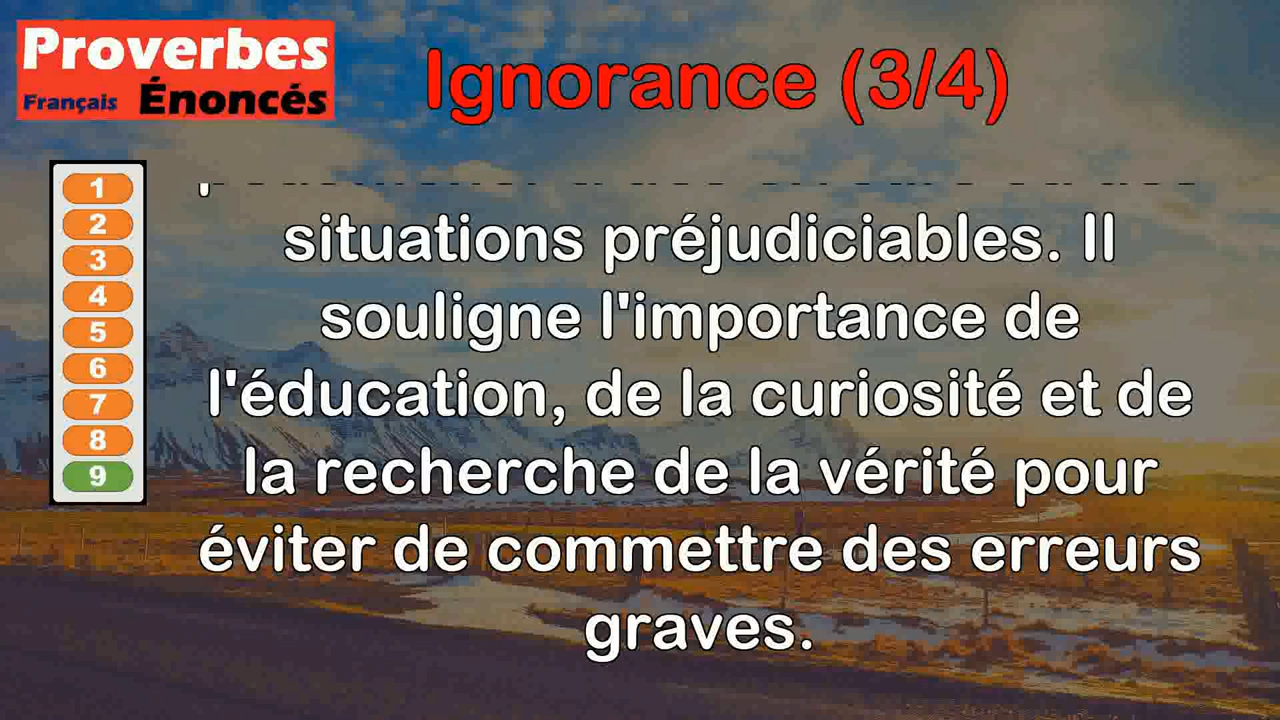 Proverbes
Français Énoncés
Ignorance (3/4)
1
2
3
4
5
6
7
8
9
situations préjudiciables. Il
souligne l'importance de
l'éducation, de la curiosité et de
la recherche de la vérité pour
éviter de commettre des erreurs
graves.